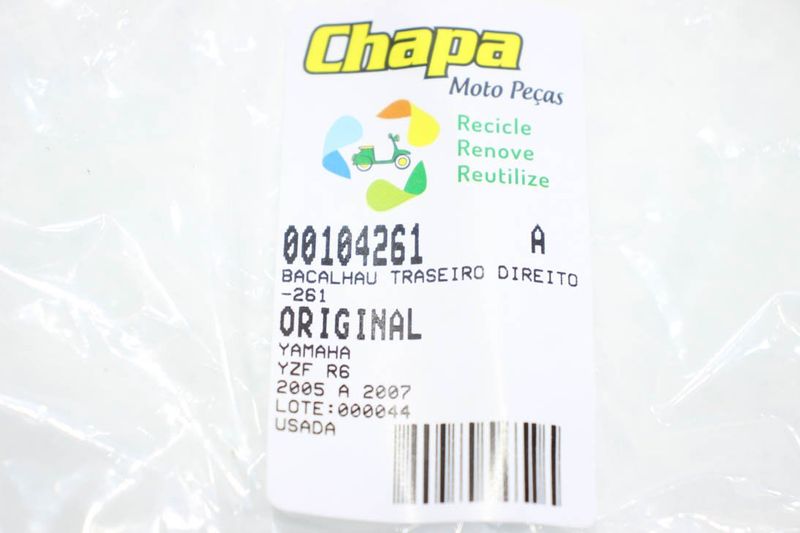 Chapa
Moto Peças
Recicle
Renove
Reutilize
00104261 A
BACALHAU TRASEIRO DIREITO
-261
ORIGINAL
YAMAHA
YZF R6
2005 A 2007
LOTE:000044
USADA